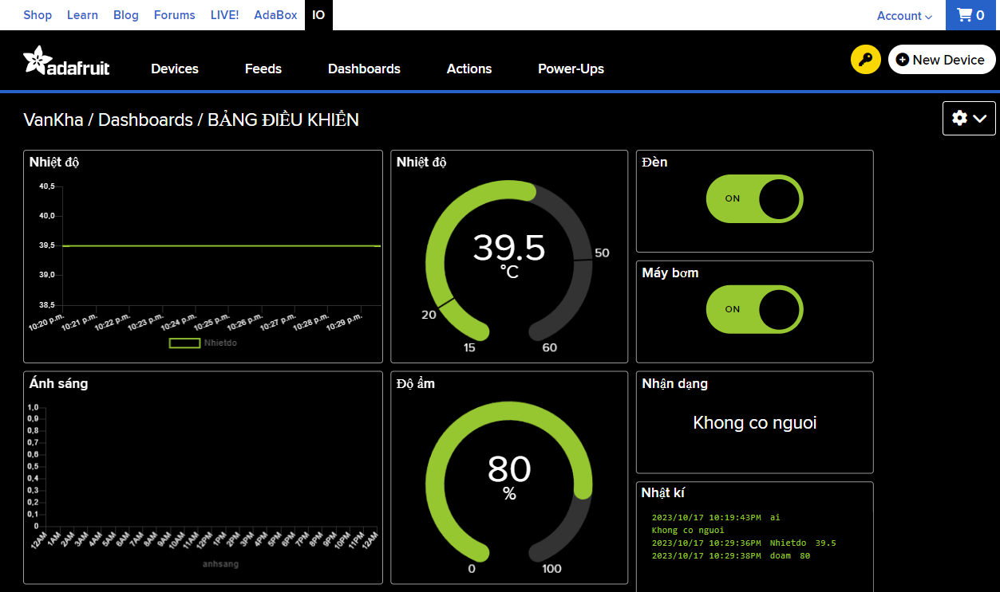 Shop Learn Blog Forums LIVE! AdaBox IO Account 0
adafruit Devices Feeds Dashboards Actions Power-Ups New Device
VanKha / Dashboards / BẢNG ĐIỀU KHIỂN
Nhiệt độ
40,5
40,0
39,5
39,0
38,5
10:20 p.m. 10:21 p.m. 10:22 p.m. 10:23 p.m. 10:24 p.m. 10:25 p.m. 10:26 p.m. 10:27 p.m. 10:28 p.m. 10:29 p.m.
Nhietdo
Nhiệt độ
39.5
°C
50
20
15 60
Đèn
ON
Máy bơm
ON
Ánh sáng
1,0
0,9
0,8
0,7
0,6
0,5
0,4
0,3
0,2
0,1
0
12AM 1AM 2AM 3AM 4AM 5AM 6AM 7AM 8AM 9AM 10AM 11AM 12PM 1PM 2PM 3PM 4PM 5PM 6PM 7PM 8PM 9PM 10PM 11PM 12AM
anhsang
Độ ẩm
80
%
0 100
Nhận dạng
Khong co nguoi
Nhật kí
2023/10/17 10:19:43PM ai
Khong co nguoi
2023/10/17 10:29:36PM Nhietdo 39.5
2023/10/17 10:29:38PM doam 80